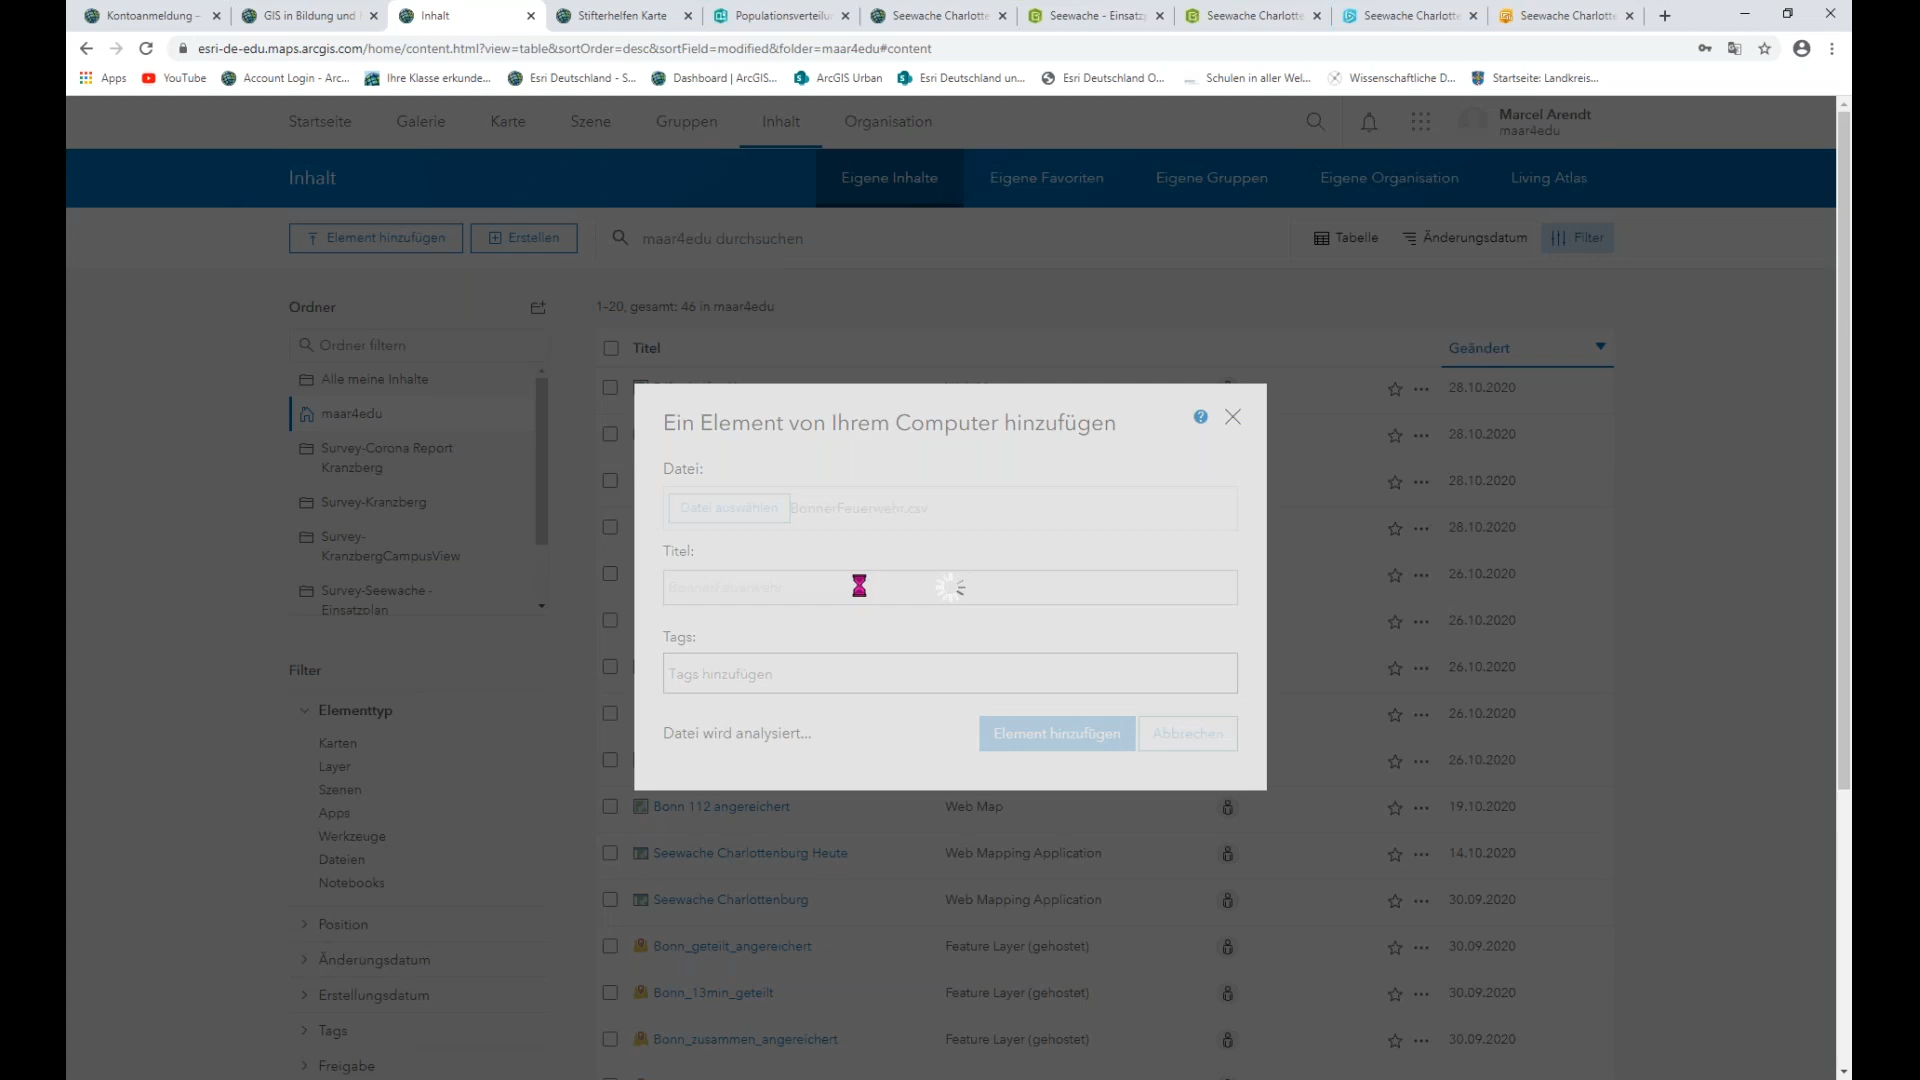 Kontoanmeldung –
GIS in Bildung und
Inhalt
Stifterhelfen Karte
Populationsverteilu
Seewache Charlotte
Seewache - Einsatz
Seewache Charlotte
Seewache Charlotte
Seewache Charlotte
esri-de-edu.maps.arcgis.com/home/content.html?view=table&sortOrder=desc&sortField=modified&folder=maar4edu#content
Apps
YouTube
Account Login - Arc...
Ihre Klasse erkunde...
Esri Deutschland - S...
Dashboard | ArcGIS...
ArcGIS Urban
Esri Deutschland un...
Esri Deutschland O...
Schulen in aller Wel...
Wissenschaftliche D...
Startseite: Landkreis...
Startseite
Galerie
Karte
Szene
Gruppen
Inhalt
Organisation
Marcel Arendt
maar4edu
Inhalt
Eigene Inhalte
Eigene Favoriten
Eigene Gruppen
Eigene Organisation
Living Atlas
Element hinzufügen
Erstellen
maar4edu durchsuchen
Tabelle
Änderungsdatum
Filter
Ordner
1–20, gesamt: 46 in maar4edu
Ordner filtern
Titel
Geändert
Alle meine Inhalte
maar4edu
Survey-Corona Report
Kranzberg
Survey-Kranzberg
Survey-
KranzbergCampusView
Survey-Seewache -
Einsatzplan
Filter
Elementtyp
Karten
Layer
Szenen
Apps
Werkzeuge
Dateien
Notebooks
Position
Änderungsdatum
Erstellungsdatum
Tags
Freigabe
Ein Element von Ihrem Computer hinzufügen
Datei:
Datei auswählen BonnerFeuerwehr.csv
Titel:
BonnerFeuerwehr
Tags:
Tags hinzufügen
Datei wird analysiert...
Element hinzufügen
Abbrechen
28.10.2020
28.10.2020
28.10.2020
28.10.2020
26.10.2020
26.10.2020
26.10.2020
26.10.2020
26.10.2020
Bonn 112 angereichert Web Map 19.10.2020
Seewache Charlottenburg Heute Web Mapping Application 14.10.2020
Seewache Charlottenburg Web Mapping Application 30.09.2020
Bonn_geteilt_angereichert Feature Layer (gehostet) 30.09.2020
Bonn_13min_geteilt Feature Layer (gehostet) 30.09.2020
Bonn_zusammen_angereichert Feature Layer (gehostet) 30.09.2020